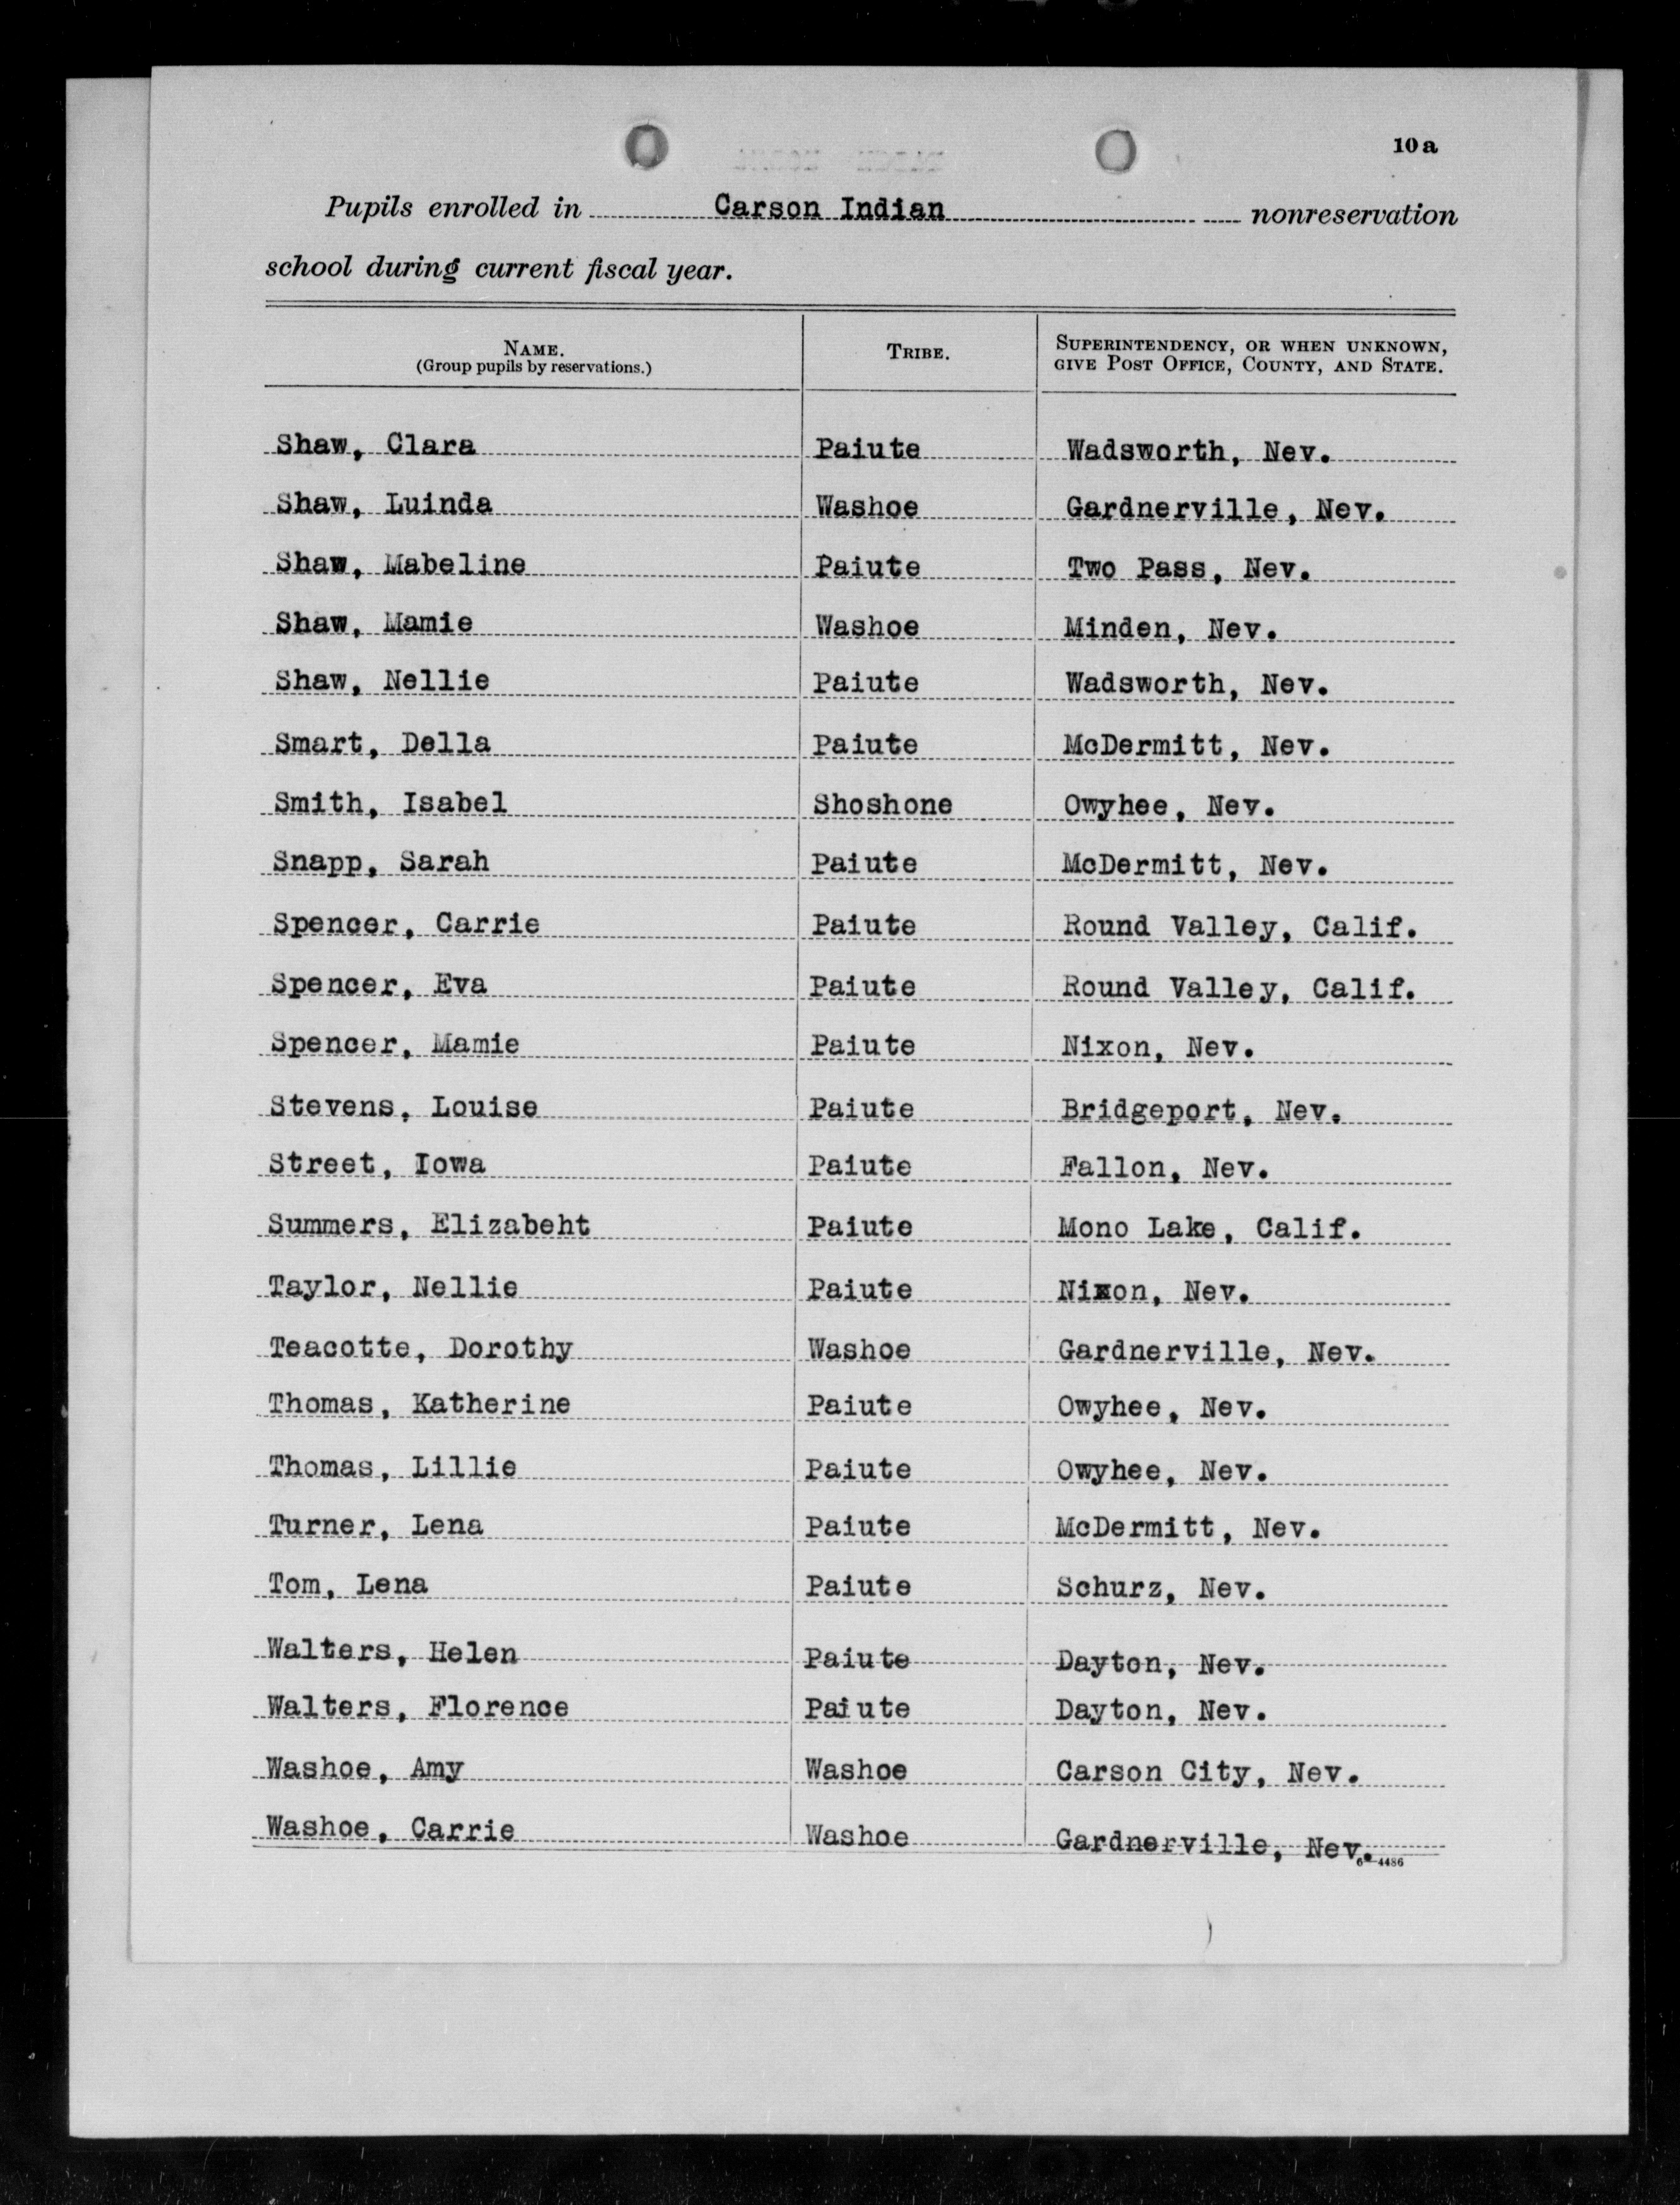 10a
Pupils enrolled in Carson Indian nonreservation
school during current fiscal year.
NAME. TRIBE. SUPERINTENDENCY, OR WHEN UNKNOWN,
(Group pupils by reservations.) GIVE POST OFFICE, COUNTY, AND STATE.
Shaw, Clara Paiute Wadsworth, Nev.
Shaw, Luinda Washoe Gardnerville, Nev.
Shaw, Mabeline Paiute Two Pass, Nev.
Shaw, Mamie Washoe Minden, Nev.
Shaw, Nellie Paiute Wadsworth, Nev.
Smart, Della Paiute McDermitt, Nev.
Smith, Isabel Shoshone Owyhee, Nev.
Snapp, Sarah Paiute McDermitt, Nev.
Spencer, Carrie Paiute Round Valley, Calif.
Spencer, Eva Paiute Round Valley, Calif.
Spencer, Mamie Paiute Nixon, Nev.
Stevens, Louise Paiute Bridgeport, Nev.
Street, Iowa Paiute Fallon, Nev.
Summers, Elizabeht Paiute Mono Lake, Calif.
Taylor, Nellie Paiute Nixon, Nev.
Teacotte, Dorothy Washoe Gardnerville, Nev.
Thomas, Katherine Paiute Owyhee, Nev.
Thomas, Lillie Paiute Owyhee, Nev.
Turner, Lena Paiute McDermitt, Nev.
Tom, Lena Paiute Schurz, Nev.
Walters, Helen Paiute Dayton, Nev.
Walters, Florence Paiute Dayton, Nev.
Washoe, Amy Washoe Carson City, Nev.
Washoe, Carrie Washoe Gardnerville, Nev.
6—4486